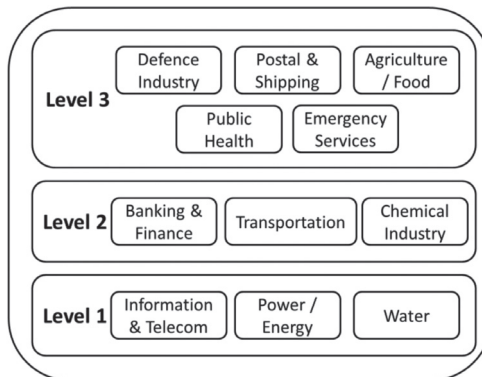 Level 3
Defence
Industry
Postal &
Shipping
Agriculture
/ Food
Public
Health
Emergency
Services
Level 2
Banking &
Finance
Transportation
Chemical
Industry
Level 1
Information
& Telecom
Power /
Energy
Water